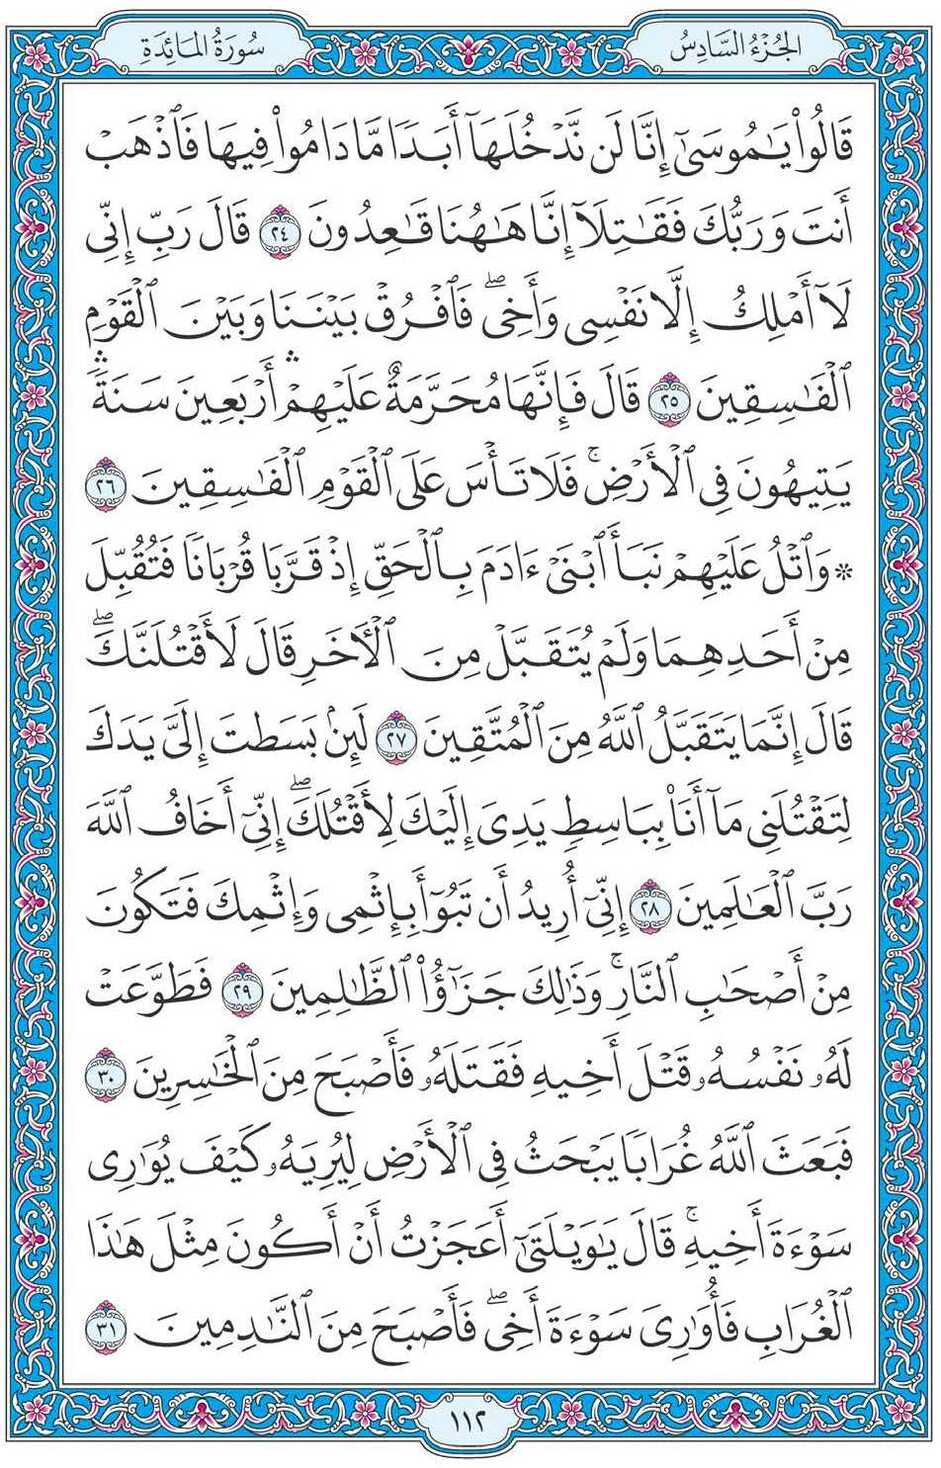 الجُزْءُ السَّادِسُ
سُورَةُ المَائِدَةِ
قَالُواْ يَٰمُوسَىٰٓ إِنَّا لَن نَّدْخُلَهَآ أَبَدٗا مَّا دَامُواْ فِيهَا فَٱذْهَبْ
أَنتَ وَرَبُّكَ فَقَٰتِلَآ إِنَّا هَٰهُنَا قَٰعِدُونَ ٢٤ قَالَ رَبِّ إِنِّي
لَآ أَمْلِكُ إِلَّا نَفْسِي وَأَخِيۖ فَٱفْرُقْ بَيْنَنَا وَبَيْنَ ٱلْقَوْمِ
ٱلْفَٰسِقِينَ ٢٥ قَالَ فَإِنَّهَا مُحَرَّمَةٌ عَلَيْهِمْۛ أَرْبَعِينَ سَنَةٗۛ
يَتِيهُونَ فِي ٱلْأَرْضِۚ فَلَا تَأْسَ عَلَى ٱلْقَوْمِ ٱلْفَٰسِقِينَ ٢٦
* وَٱتْلُ عَلَيْهِمْ نَبَأَ ٱبْنَيْ ءَادَمَ بِٱلْحَقِّ إِذْ قَرَّبَا قُرْبَانٗا فَتُقُبِّلَ
مِنْ أَحَدِهِمَا وَلَمْ يُتَقَبَّلْ مِنَ ٱلْأٓخَرِ قَالَ لَأَقْتُلَنَّكَۖ
قَالَ إِنَّمَا يَتَقَبَّلُ ٱللَّهُ مِنَ ٱلْمُتَّقِينَ ٢٧ لَئِنۢ بَسَطتَ إِلَيَّ يَدَكَ
لِتَقْتُلَنِي مَآ أَنَا۠ بِبَاسِطٖ يَدِيَ إِلَيْكَ لِأَقْتُلَكَۖ إِنِّيٓ أَخَافُ ٱللَّهَ
رَبَّ ٱلْعَٰلَمِينَ ٢٨ إِنِّيٓ أُرِيدُ أَن تَبُوٓأَ بِإِثْمِي وَإِثْمِكَ فَتَكُونَ
مِنْ أَصْحَٰبِ ٱلنَّارِۚ وَذَٰلِكَ جَزَٰٓؤُاْ ٱلظَّٰلِمِينَ ٢٩ فَطَوَّعَتْ
لَهُۥ نَفْسُهُۥ قَتْلَ أَخِيهِ فَقَتَلَهُۥ فَأَصْبَحَ مِنَ ٱلْخَٰسِرِينَ ٣٠
فَبَعَثَ ٱللَّهُ غُرَابٗا يَبْحَثُ فِي ٱلْأَرْضِ لِيُرِيَهُۥ كَيْفَ يُوَٰرِي
سَوْءَةَ أَخِيهِۚ قَالَ يَٰوَيْلَتَىٰٓ أَعَجَزْتُ أَنْ أَكُونَ مِثْلَ هَٰذَا
ٱلْغُرَابِ فَأُوَٰرِيَ سَوْءَةَ أَخِيۖ فَأَصْبَحَ مِنَ ٱلنَّٰدِمِينَ ٣١
١١٢